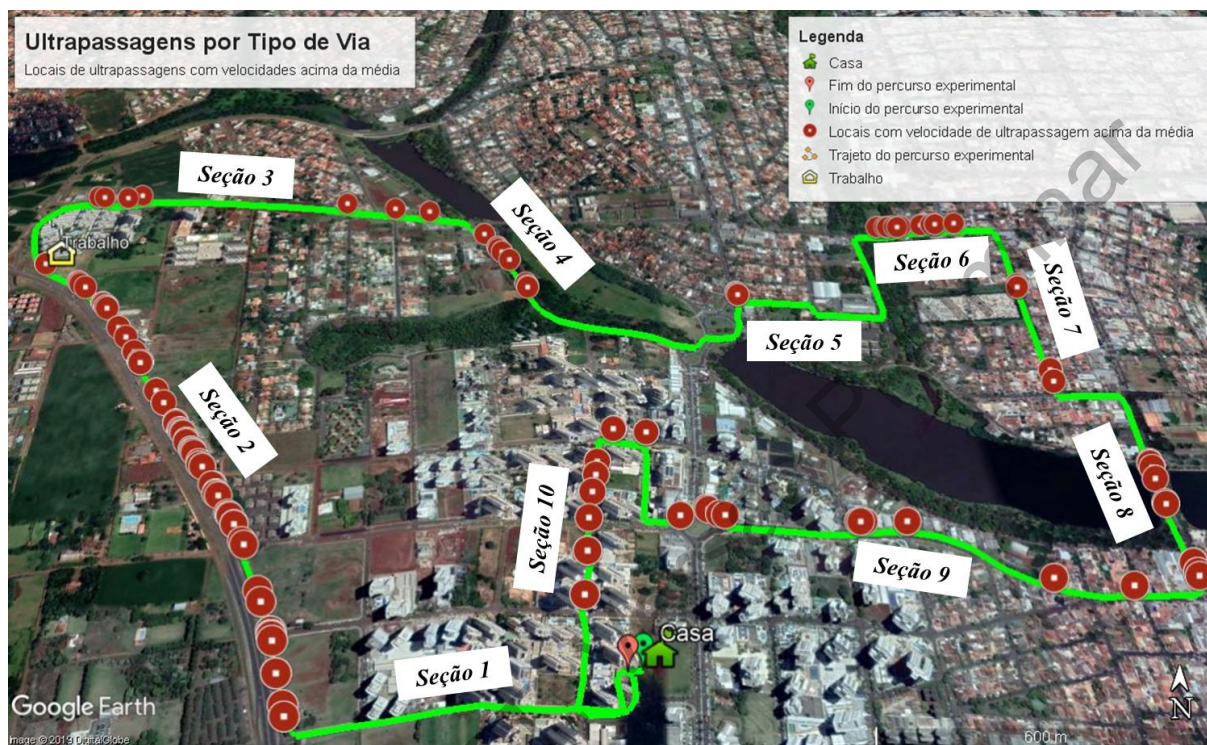 Ultrapassagens por Tipo de Via
Locais de ultrapassagens com velocidades acima da média
Legenda
Casa
Fim do percurso experimental
Início do percurso experimental
Locais com velocidade de ultrapassagem acima da média
Trajeto do percurso experimental
Trabalho
Seção 3
Seção 4
Trabalho
Seção 6
Seção 7
Seção 5
Seção 2
Seção 8
Seção 10
Seção 9
Casa
Seção 1
Google Earth
N
Image © 2019 DigitalGlobe
600 m